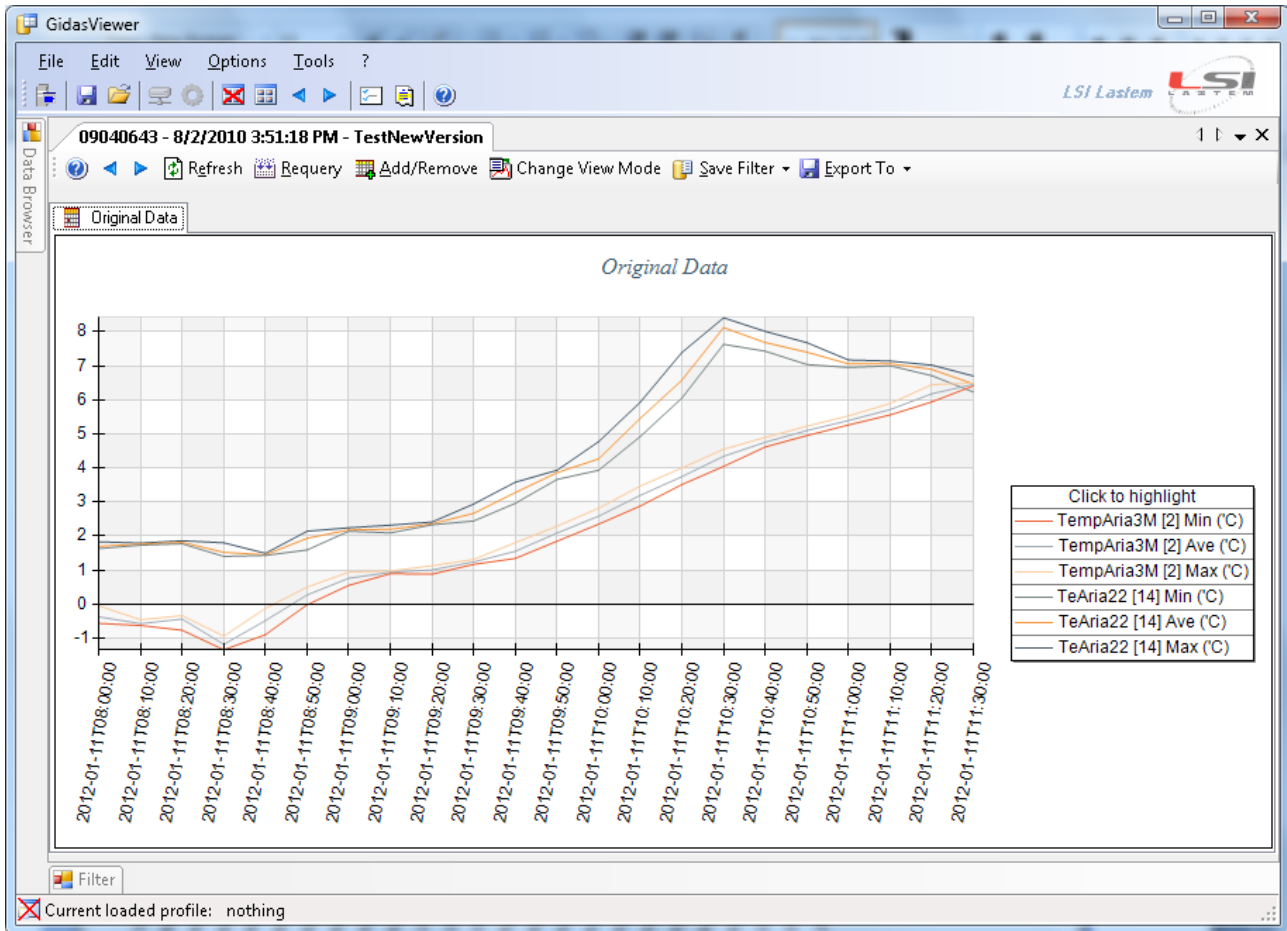 GidasViewer
File Edit View Options Tools ?
LSI Lastem LSI LASTEM
09040643 - 8/2/2010 3:51:18 PM - TestNewVersion
Data Browser
Refresh Requery Add/Remove Change View Mode Save Filter Export To
Original Data
Original Data
8
7
6
5
4
3
2
1
0
-1
2012-01-11T08:00:00
2012-01-11T08:10:00
2012-01-11T08:20:00
2012-01-11T08:30:00
2012-01-11T08:40:00
2012-01-11T08:50:00
2012-01-11T09:00:00
2012-01-11T09:10:00
2012-01-11T09:20:00
2012-01-11T09:30:00
2012-01-11T09:40:00
2012-01-11T09:50:00
2012-01-11T10:00:00
2012-01-11T10:10:00
2012-01-11T10:20:00
2012-01-11T10:30:00
2012-01-11T10:40:00
2012-01-11T10:50:00
2012-01-11T11:00:00
2012-01-11T11:10:00
2012-01-11T11:20:00
2012-01-11T11:30:00
Click to highlight
TempAria3M [2] Min ('C)
TempAria3M [2] Ave ('C)
TempAria3M [2] Max ('C)
TeAria22 [14] Min ('C)
TeAria22 [14] Ave ('C)
TeAria22 [14] Max ('C)
Filter
Current loaded profile: nothing